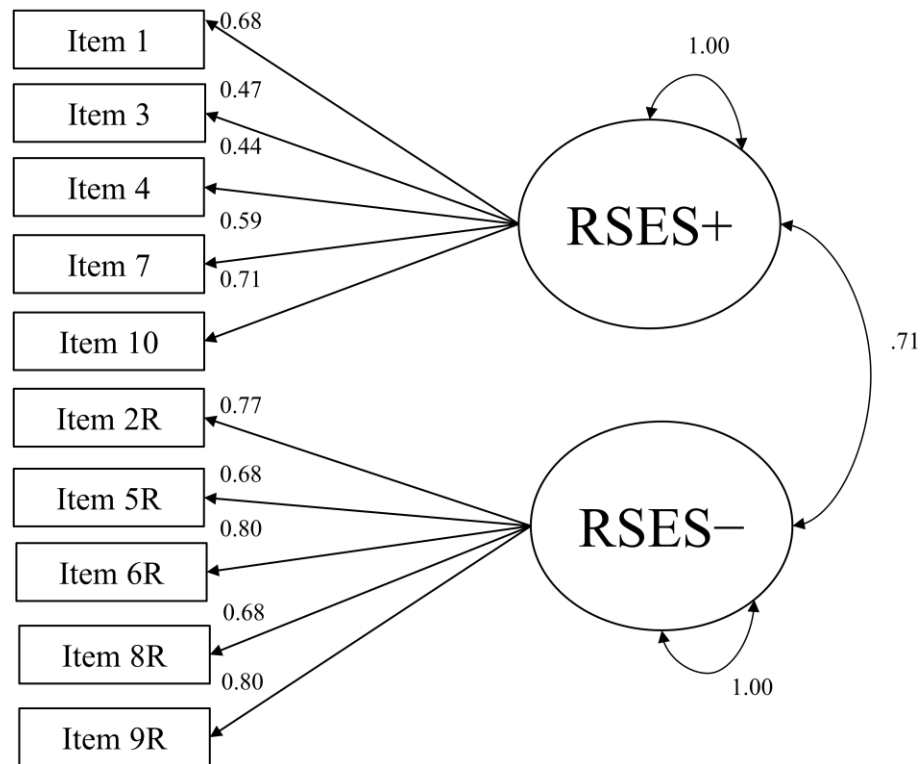 Item 1
0.68
Item 3
0.47
Item 4
0.44
Item 7
0.59
Item 10
0.71
1.00
RSES+
.71
Item 2R
0.77
Item 5R
0.68
Item 6R
0.80
Item 8R
0.68
Item 9R
0.80
RSES−
1.00